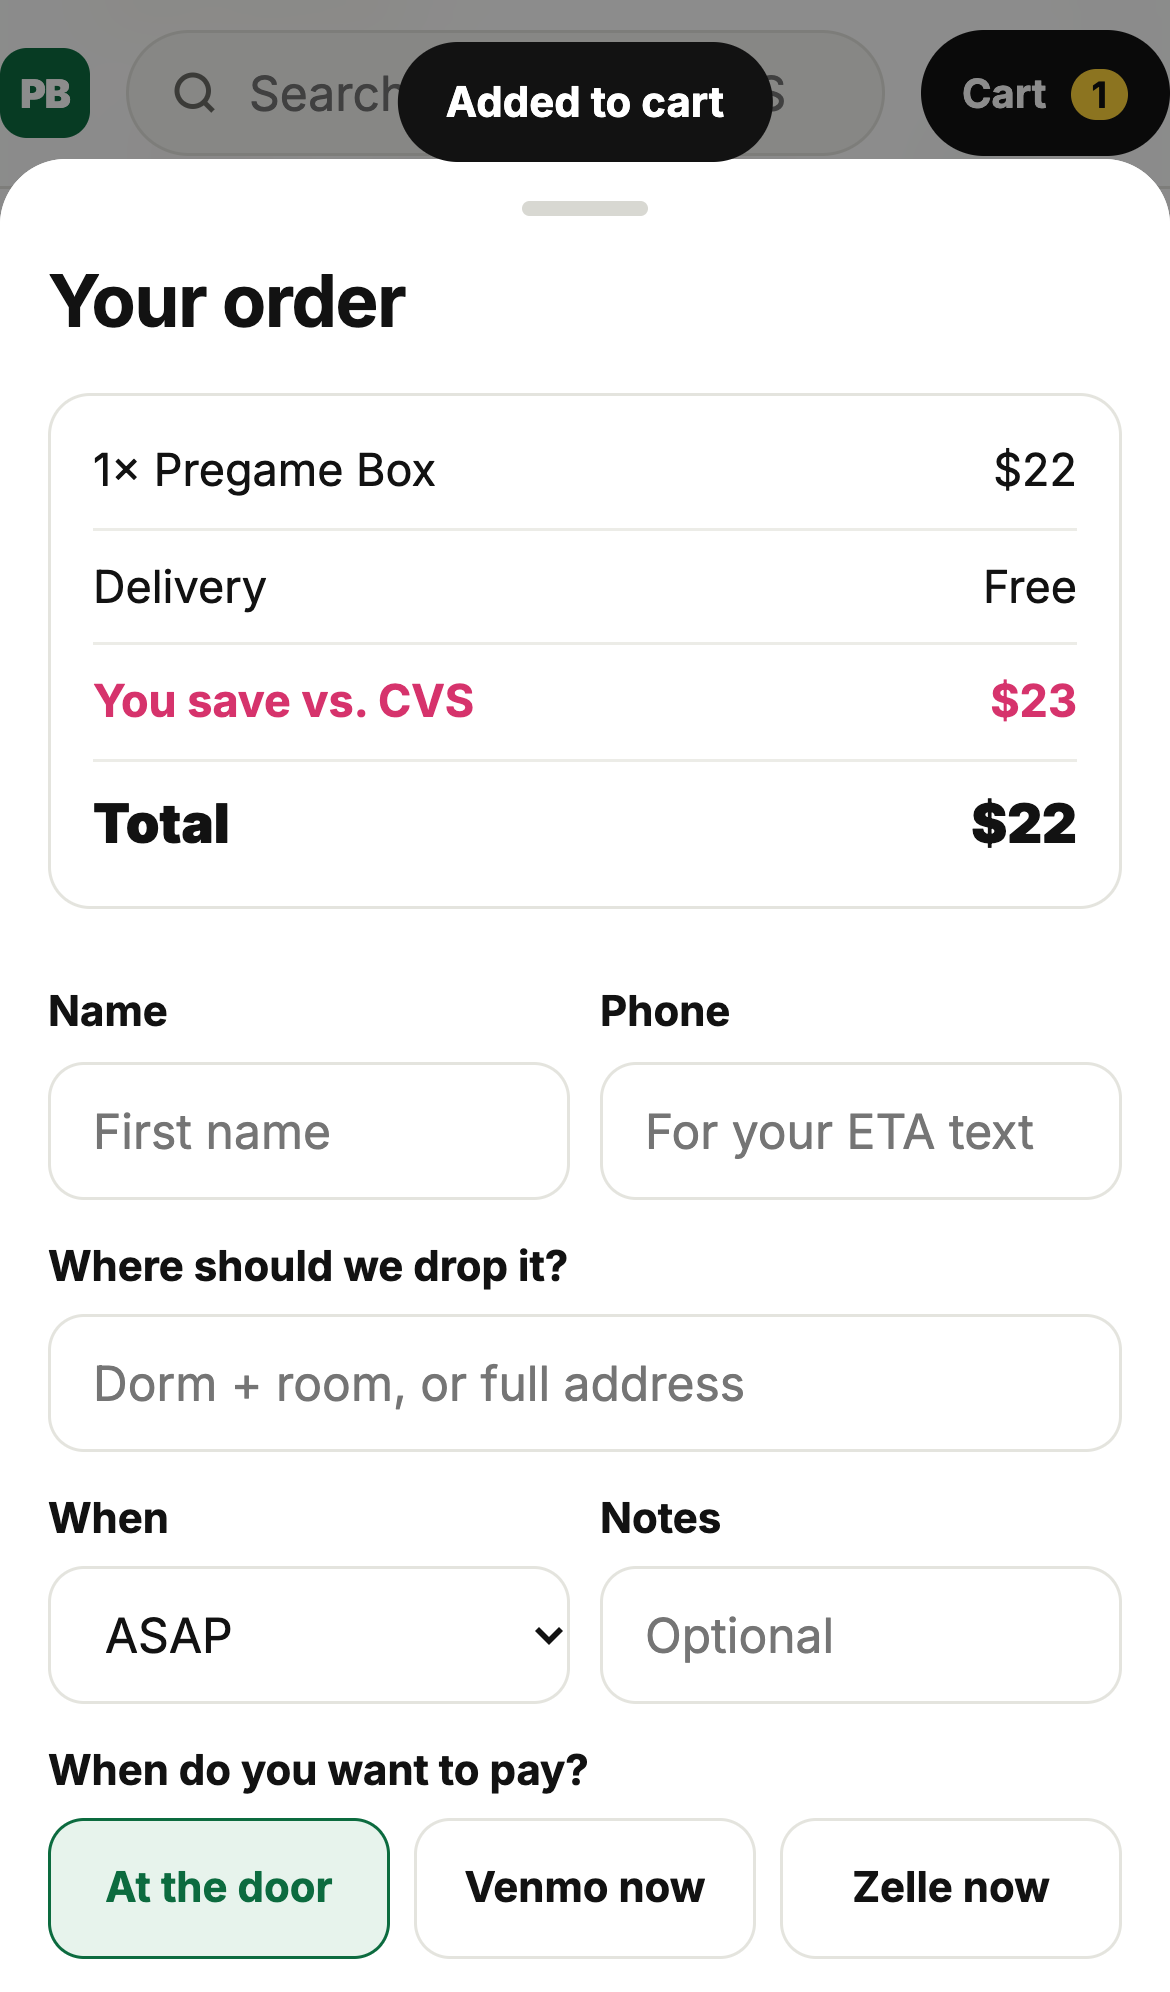 PB
Search
S
Added to cart
Cart 1
Your order
1× Pregame Box $22
Delivery Free
You save vs. CVS $23
Total $22
Name Phone
First name For your ETA text
Where should we drop it?
Dorm + room, or full address
When Notes
ASAP Optional
When do you want to pay?
At the door Venmo now Zelle now